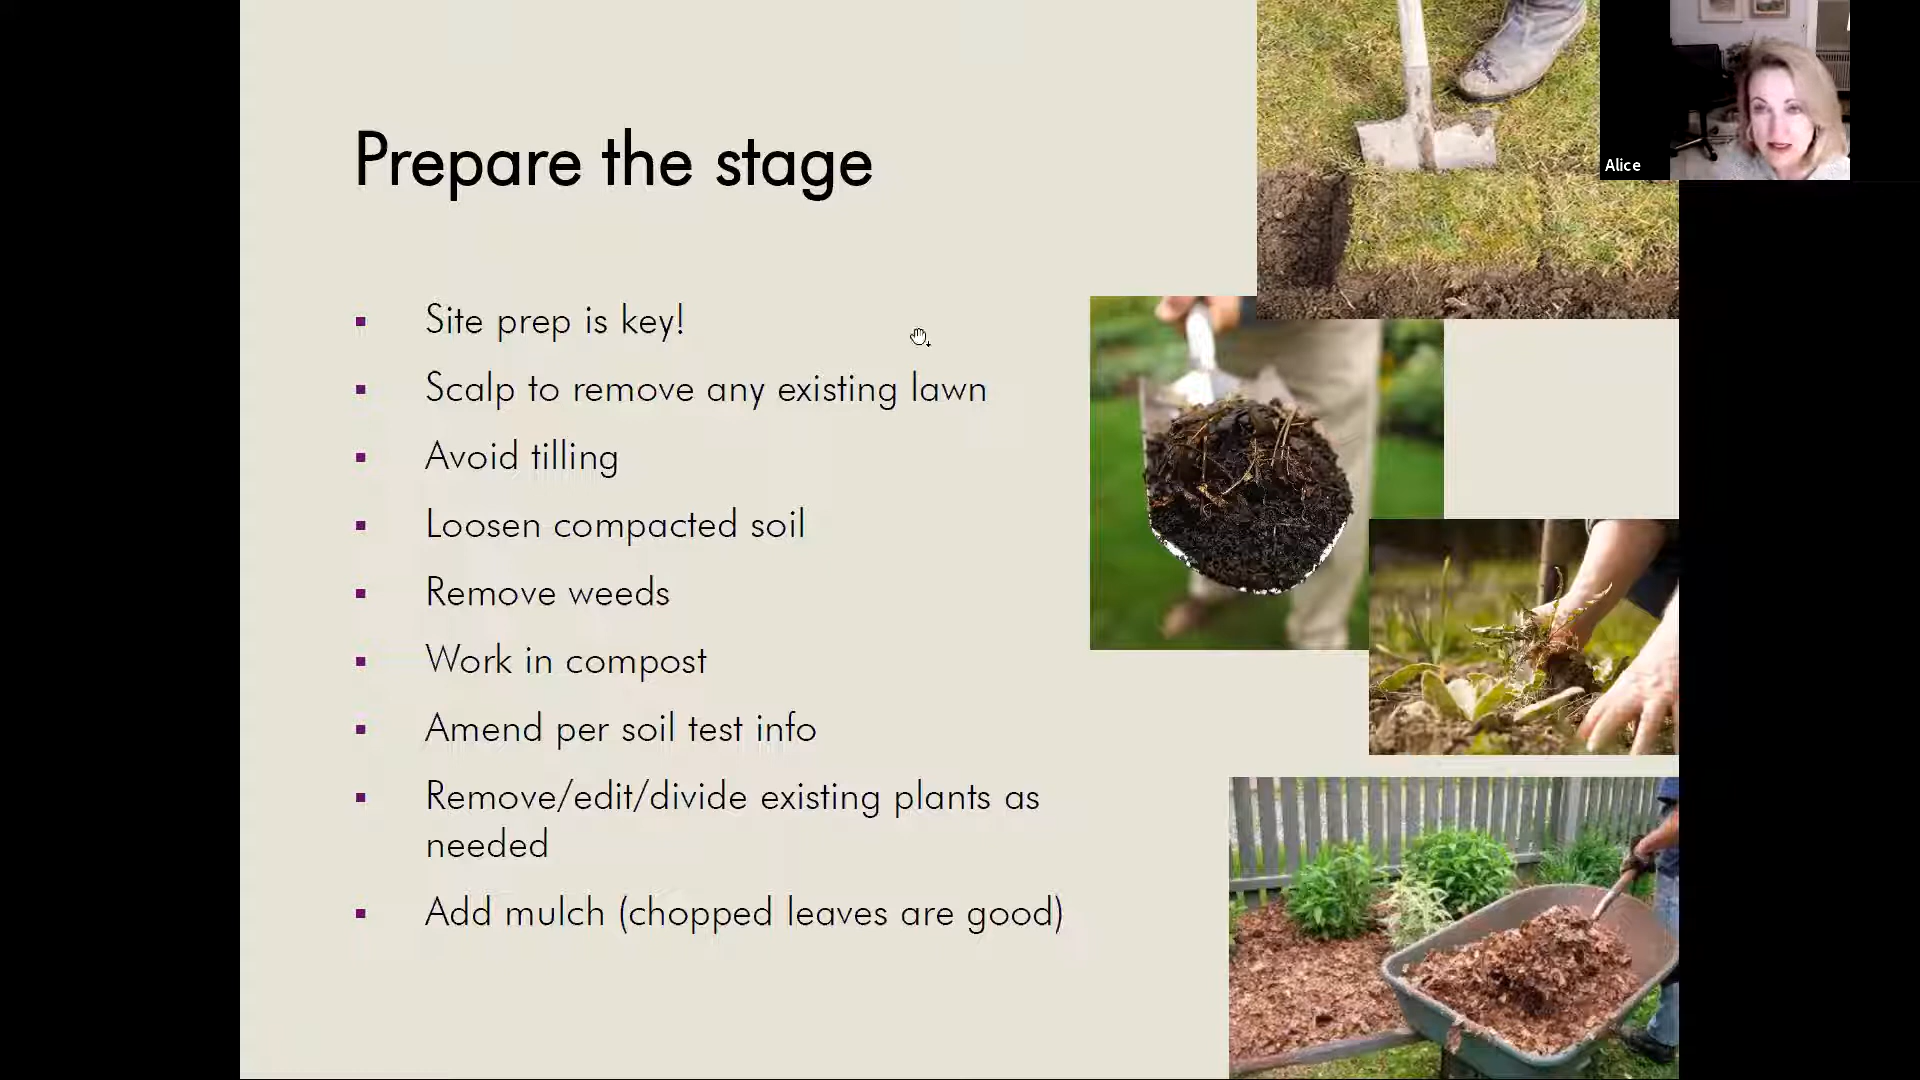 Prepare the stage
Alice
Site prep is key!
Scalp to remove any existing lawn
Avoid tilling
Loosen compacted soil
Remove weeds
Work in compost
Amend per soil test info
Remove/edit/divide existing plants as
needed
Add mulch (chopped leaves are good)